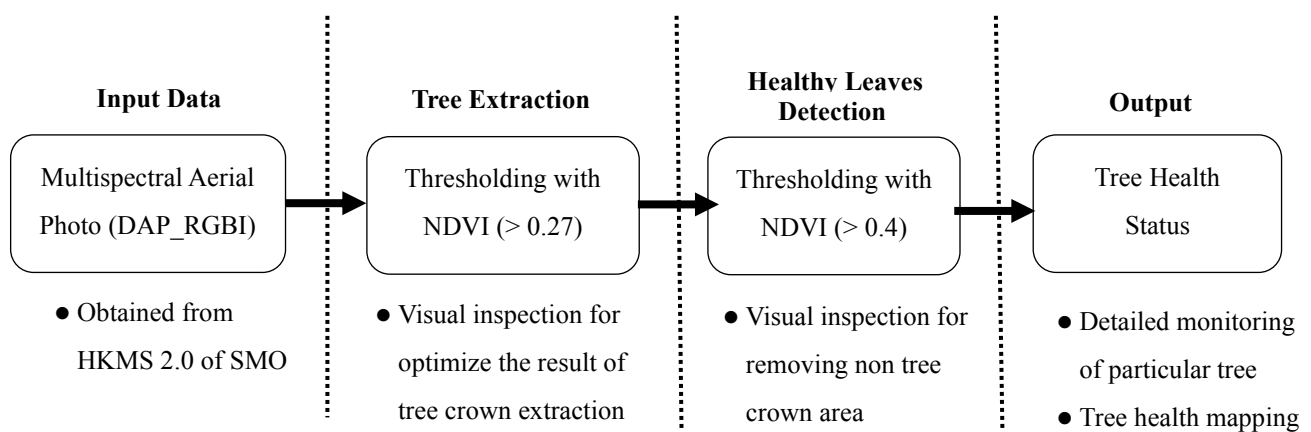 Input Data
Multispectral Aerial
Photo (DAP_RGBI)
● Obtained from
HKMS 2.0 of SMO
Tree Extraction
Thresholding with
NDVI (> 0.27)
● Visual inspection for
optimize the result of
tree crown extraction
Healthy Leaves
Detection
Thresholding with
NDVI (> 0.4)
● Visual inspection for
removing non tree
crown area
Output
Tree Health
Status
● Detailed monitoring
of particular tree
● Tree health mapping